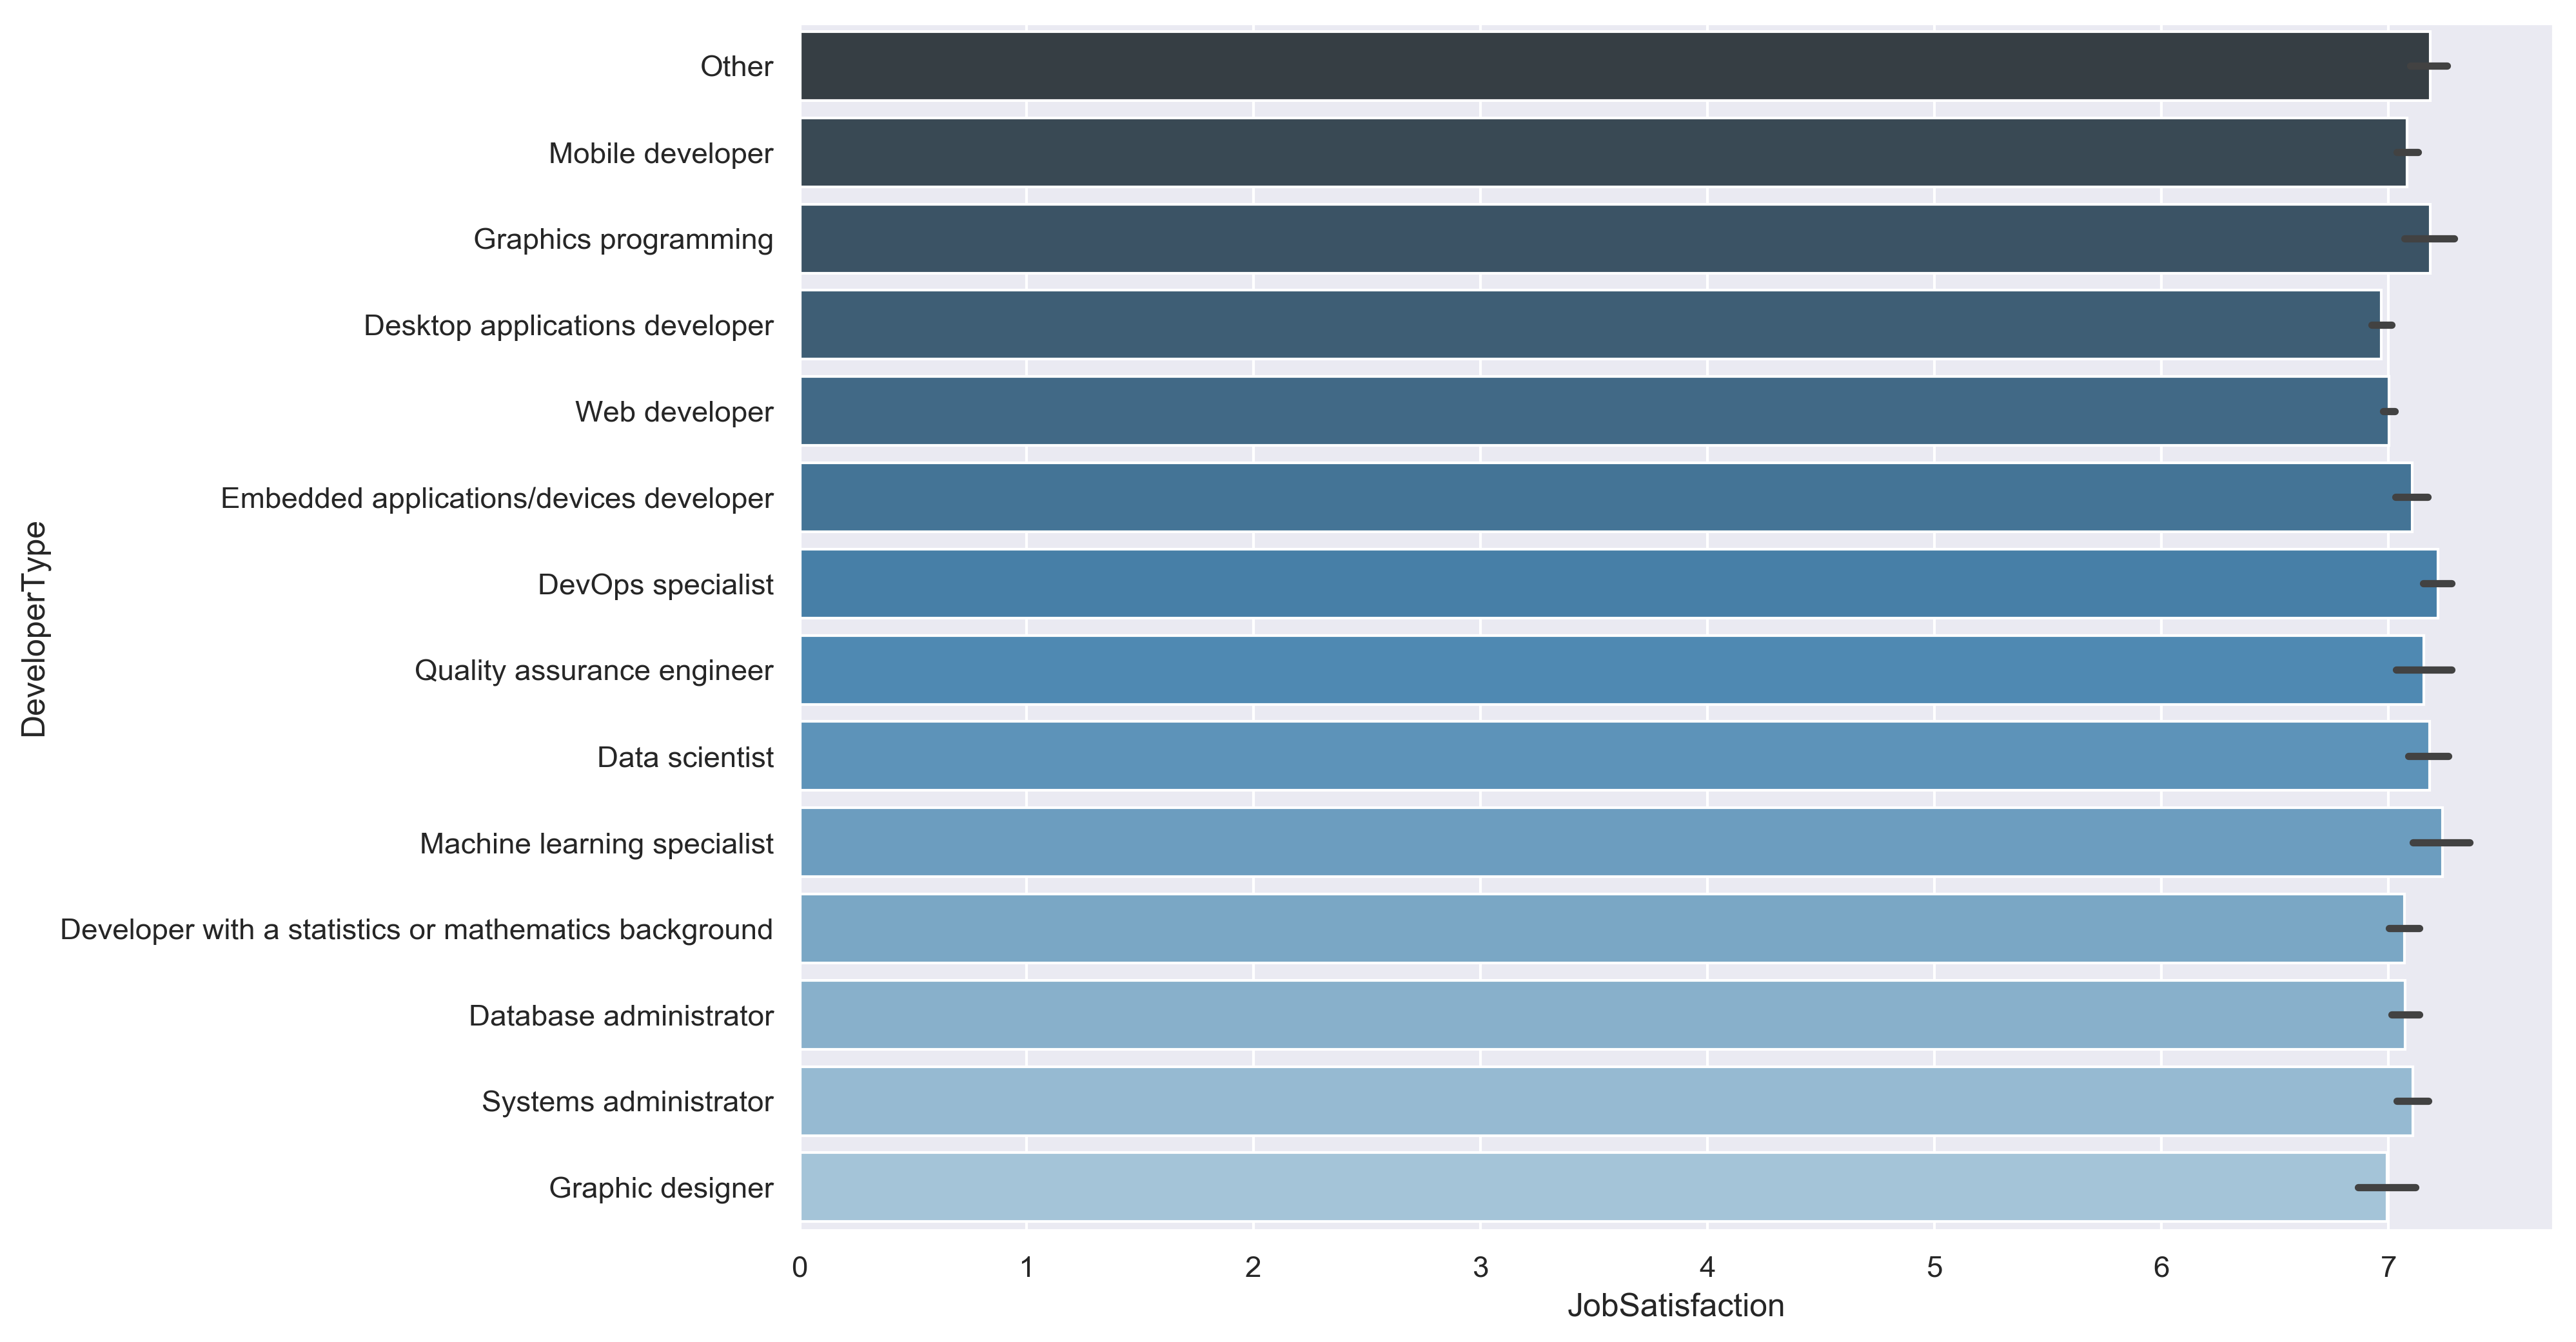 Other
Mobile developer
Graphics programming
Desktop applications developer
Web developer
Embedded applications/devices developer
DevOps specialist
Quality assurance engineer
Data scientist
Machine learning specialist
Developer with a statistics or mathematics background
Database administrator
Systems administrator
Graphic designer
DeveloperType
0 1 2 3 4 5 6 7
JobSatisfaction